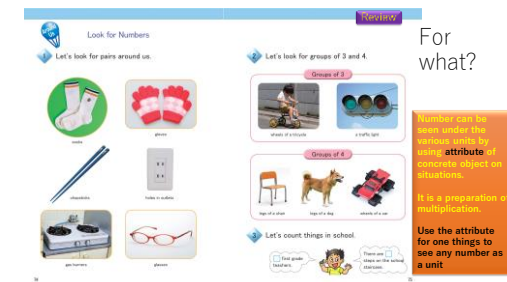 Review
Look for Numbers
For
what?
1 Let's look for pairs around us.
socks
gloves
chopsticks
holes in outlets
gas burners
glasses
2 Let's look for groups of 3 and 4.
Groups of 3
wheels of a tricycle
a traffic light
Groups of 4
legs of a chair
legs of a dog
wheels of a car
3 Let's count things in school.
first grade
teachers.
There are
steps on the school
staircase.
Number can be
seen under the
various units by
using attribute of
concrete object on
situations.
It is a preparation of
multiplication.
Use the attribute
for one things to
see any number as
a unit